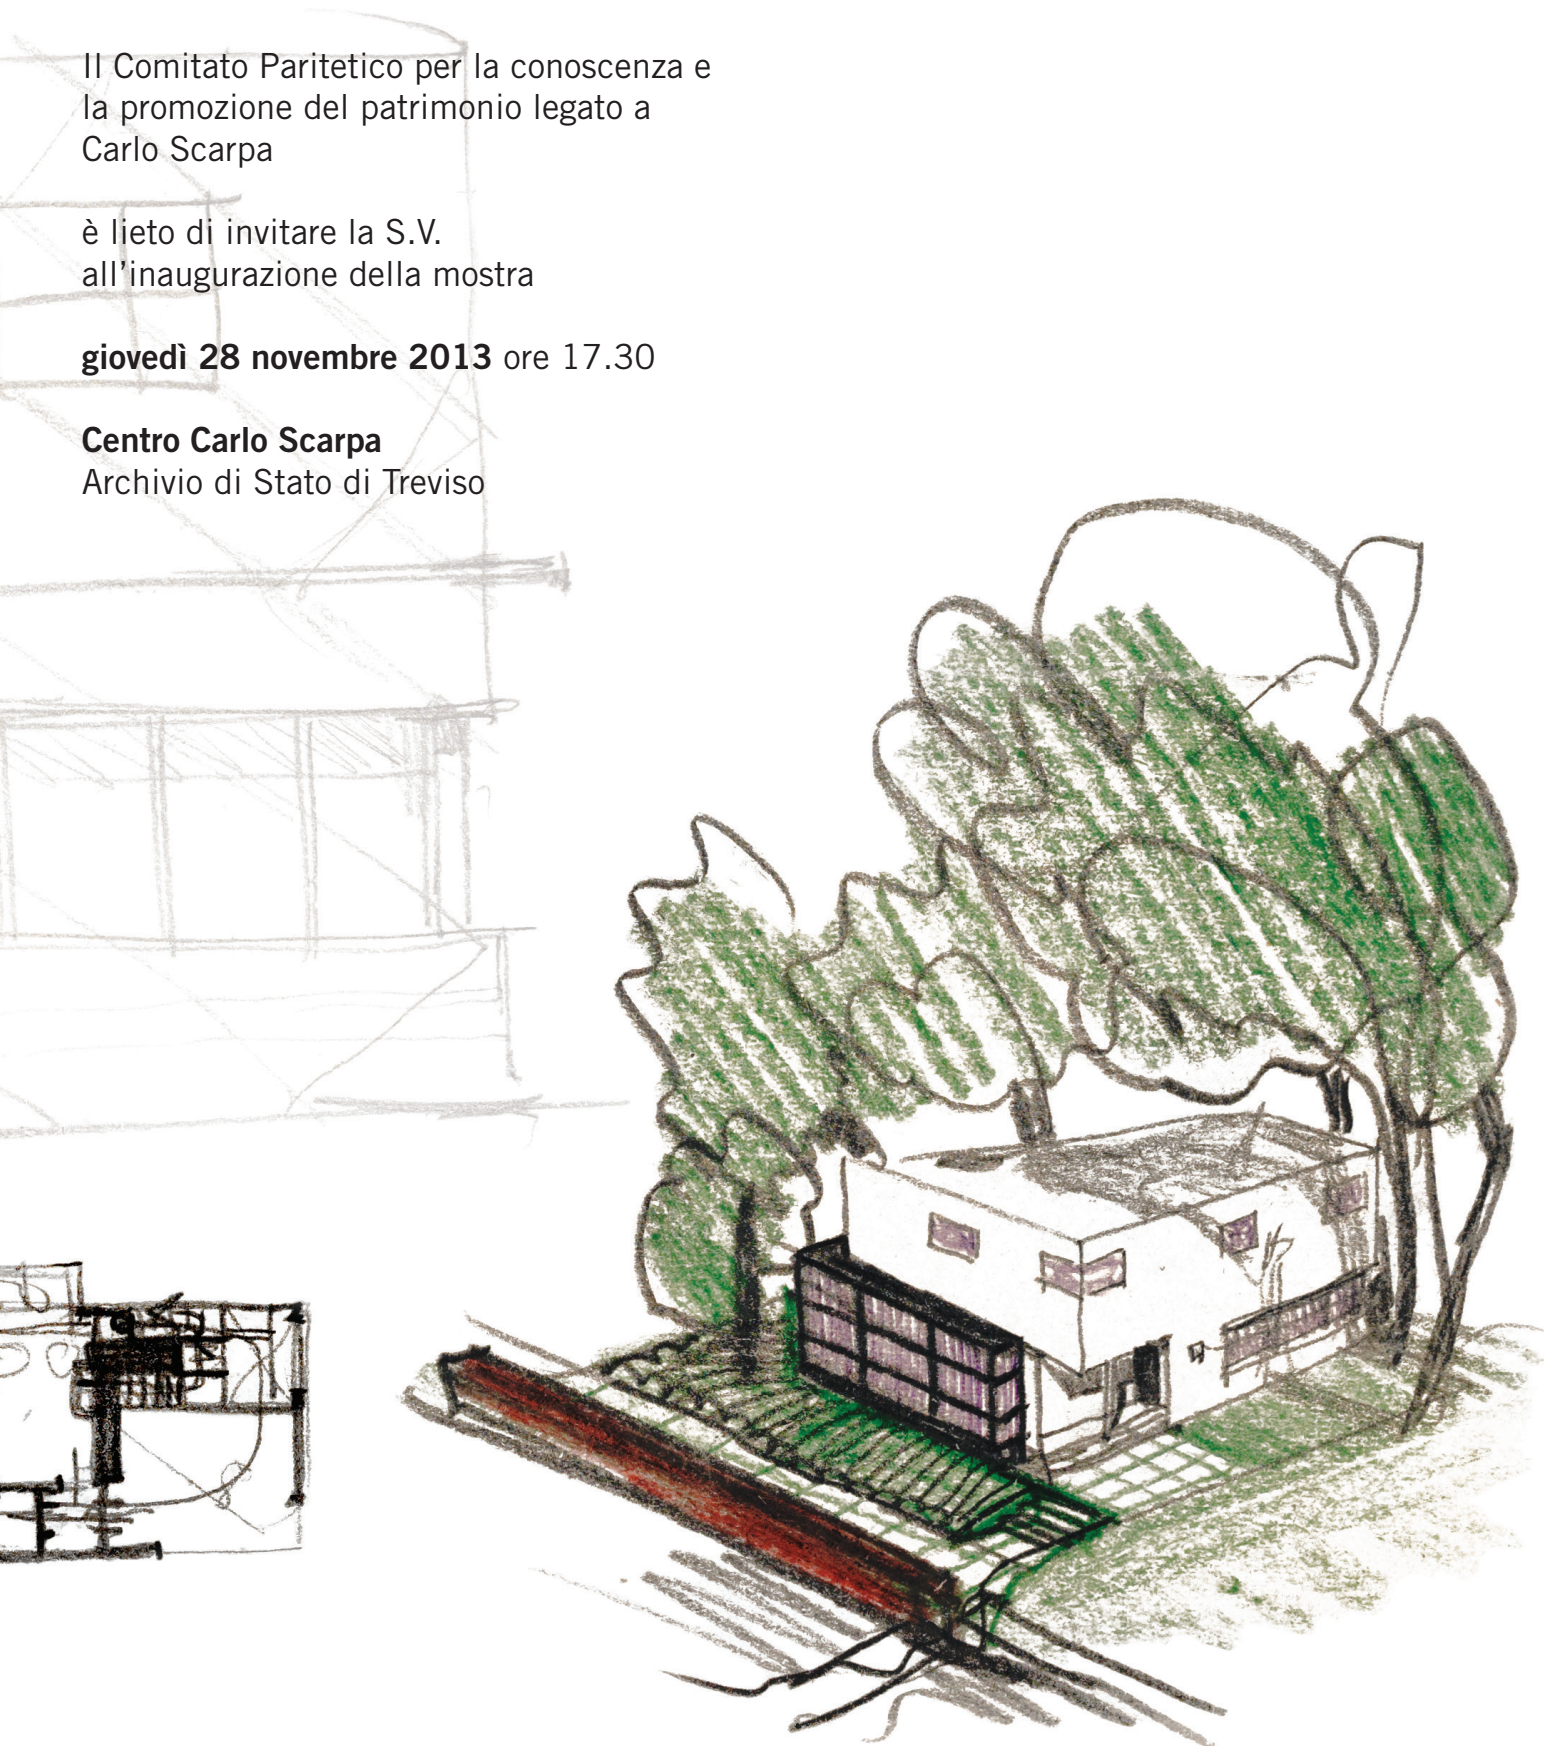 Il Comitato Paritetico per la conoscenza e
la promozione del patrimonio legato a
Carlo Scarpa
è lieto di invitare la S.V.
all’inaugurazione della mostra
giovedì 28 novembre 2013 ore 17.30
Centro Carlo Scarpa
Archivio di Stato di Treviso